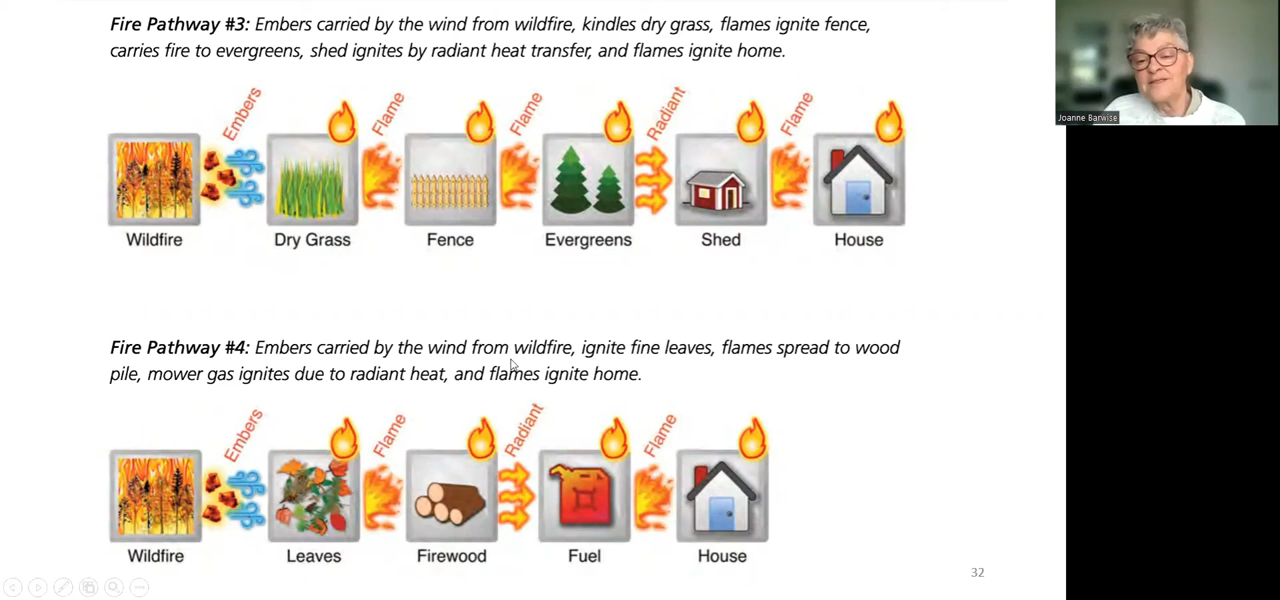 Fire Pathway #3: Embers carried by the wind from wildfire, kindles dry grass, flames ignite fence,
carries fire to evergreens, shed ignites by radiant heat transfer, and flames ignite home.
Embers
Flame
Flame
Radiant
Flame
Wildfire
Dry Grass
Fence
Evergreens
Shed
House
Fire Pathway #4: Embers carried by the wind from wildfire, ignite fine leaves, flames spread to wood
pile, mower gas ignites due to radiant heat, and flames ignite home.
Embers
Flame
Radiant
Flame
Wildfire
Leaves
Firewood
Fuel
House
32
Joanne Barwise